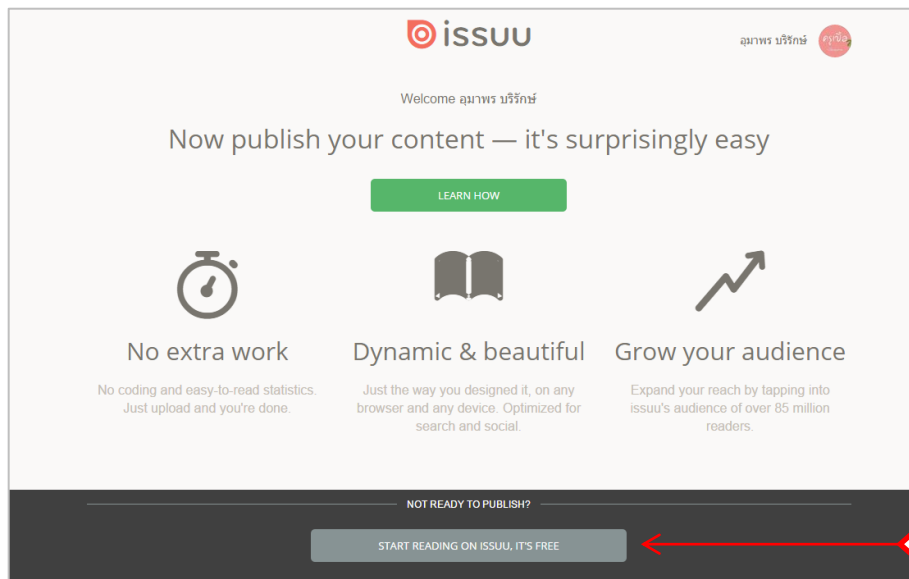 issuu
อุมาพร บริรักษ์
Welcome อุมาพร บริรักษ์
Now publish your content — it's surprisingly easy
LEARN HOW
No extra work
No coding and easy-to-read statistics.
Just upload and you're done.
Dynamic & beautiful
Just the way you designed it, on any
browser and any device. Optimized for
search and social.
Grow your audience
Expand your reach by tapping into
issuu's audience of over 85 million
readers.
NOT READY TO PUBLISH?
START READING ON ISSUU, IT'S FREE